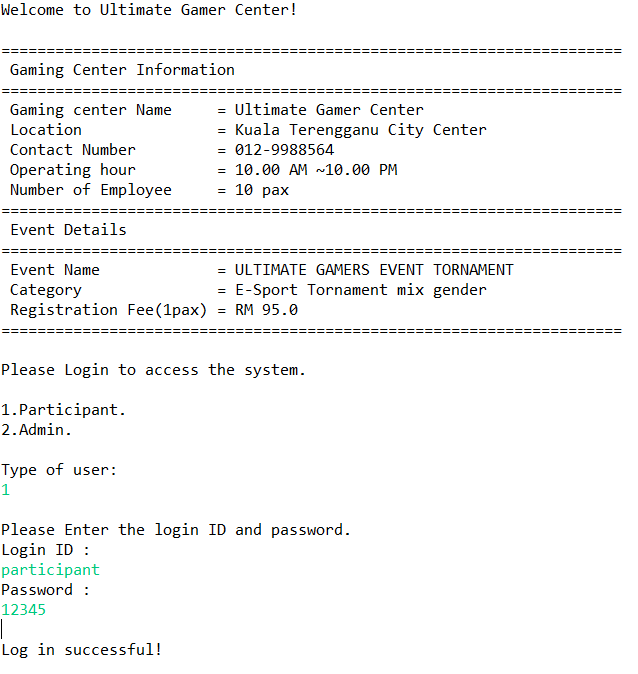 Welcome to Ultimate Gamer Center!
=====================================================================
Gaming Center Information
=====================================================================
Gaming center Name     = Ultimate Gamer Center
Location               = Kuala Terengganu City Center
Contact Number         = 012-9988564
Operating hour         = 10.00 AM ~10.00 PM
Number of Employee     = 10 pax
=====================================================================
Event Details
=====================================================================
Event Name             = ULTIMATE GAMERS EVENT TORNAMENT
Category               = E-Sport Tornament mix gender
Registration Fee(1pax) = RM 95.0
=====================================================================
Please Login to access the system.
1.Participant.
2.Admin.
Type of user:
1
Please Enter the login ID and password.
Login ID :
participant
Password :
12345
Log in successful!